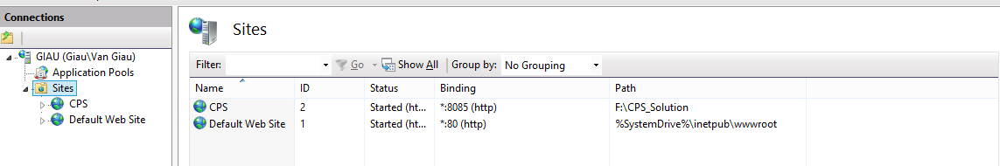 Connections
GIAU (Giau\Van Giau)
Application Pools
Sites
CPS
Default Web Site
Sites
Filter: Go Show All Group by: No Grouping
Name ID Status Binding Path
CPS 2 Started (ht... *:8085 (http) F:\CPS_Solution
Default Web Site 1 Started (ht... *:80 (http) %SystemDrive%\inetpub\wwwroot